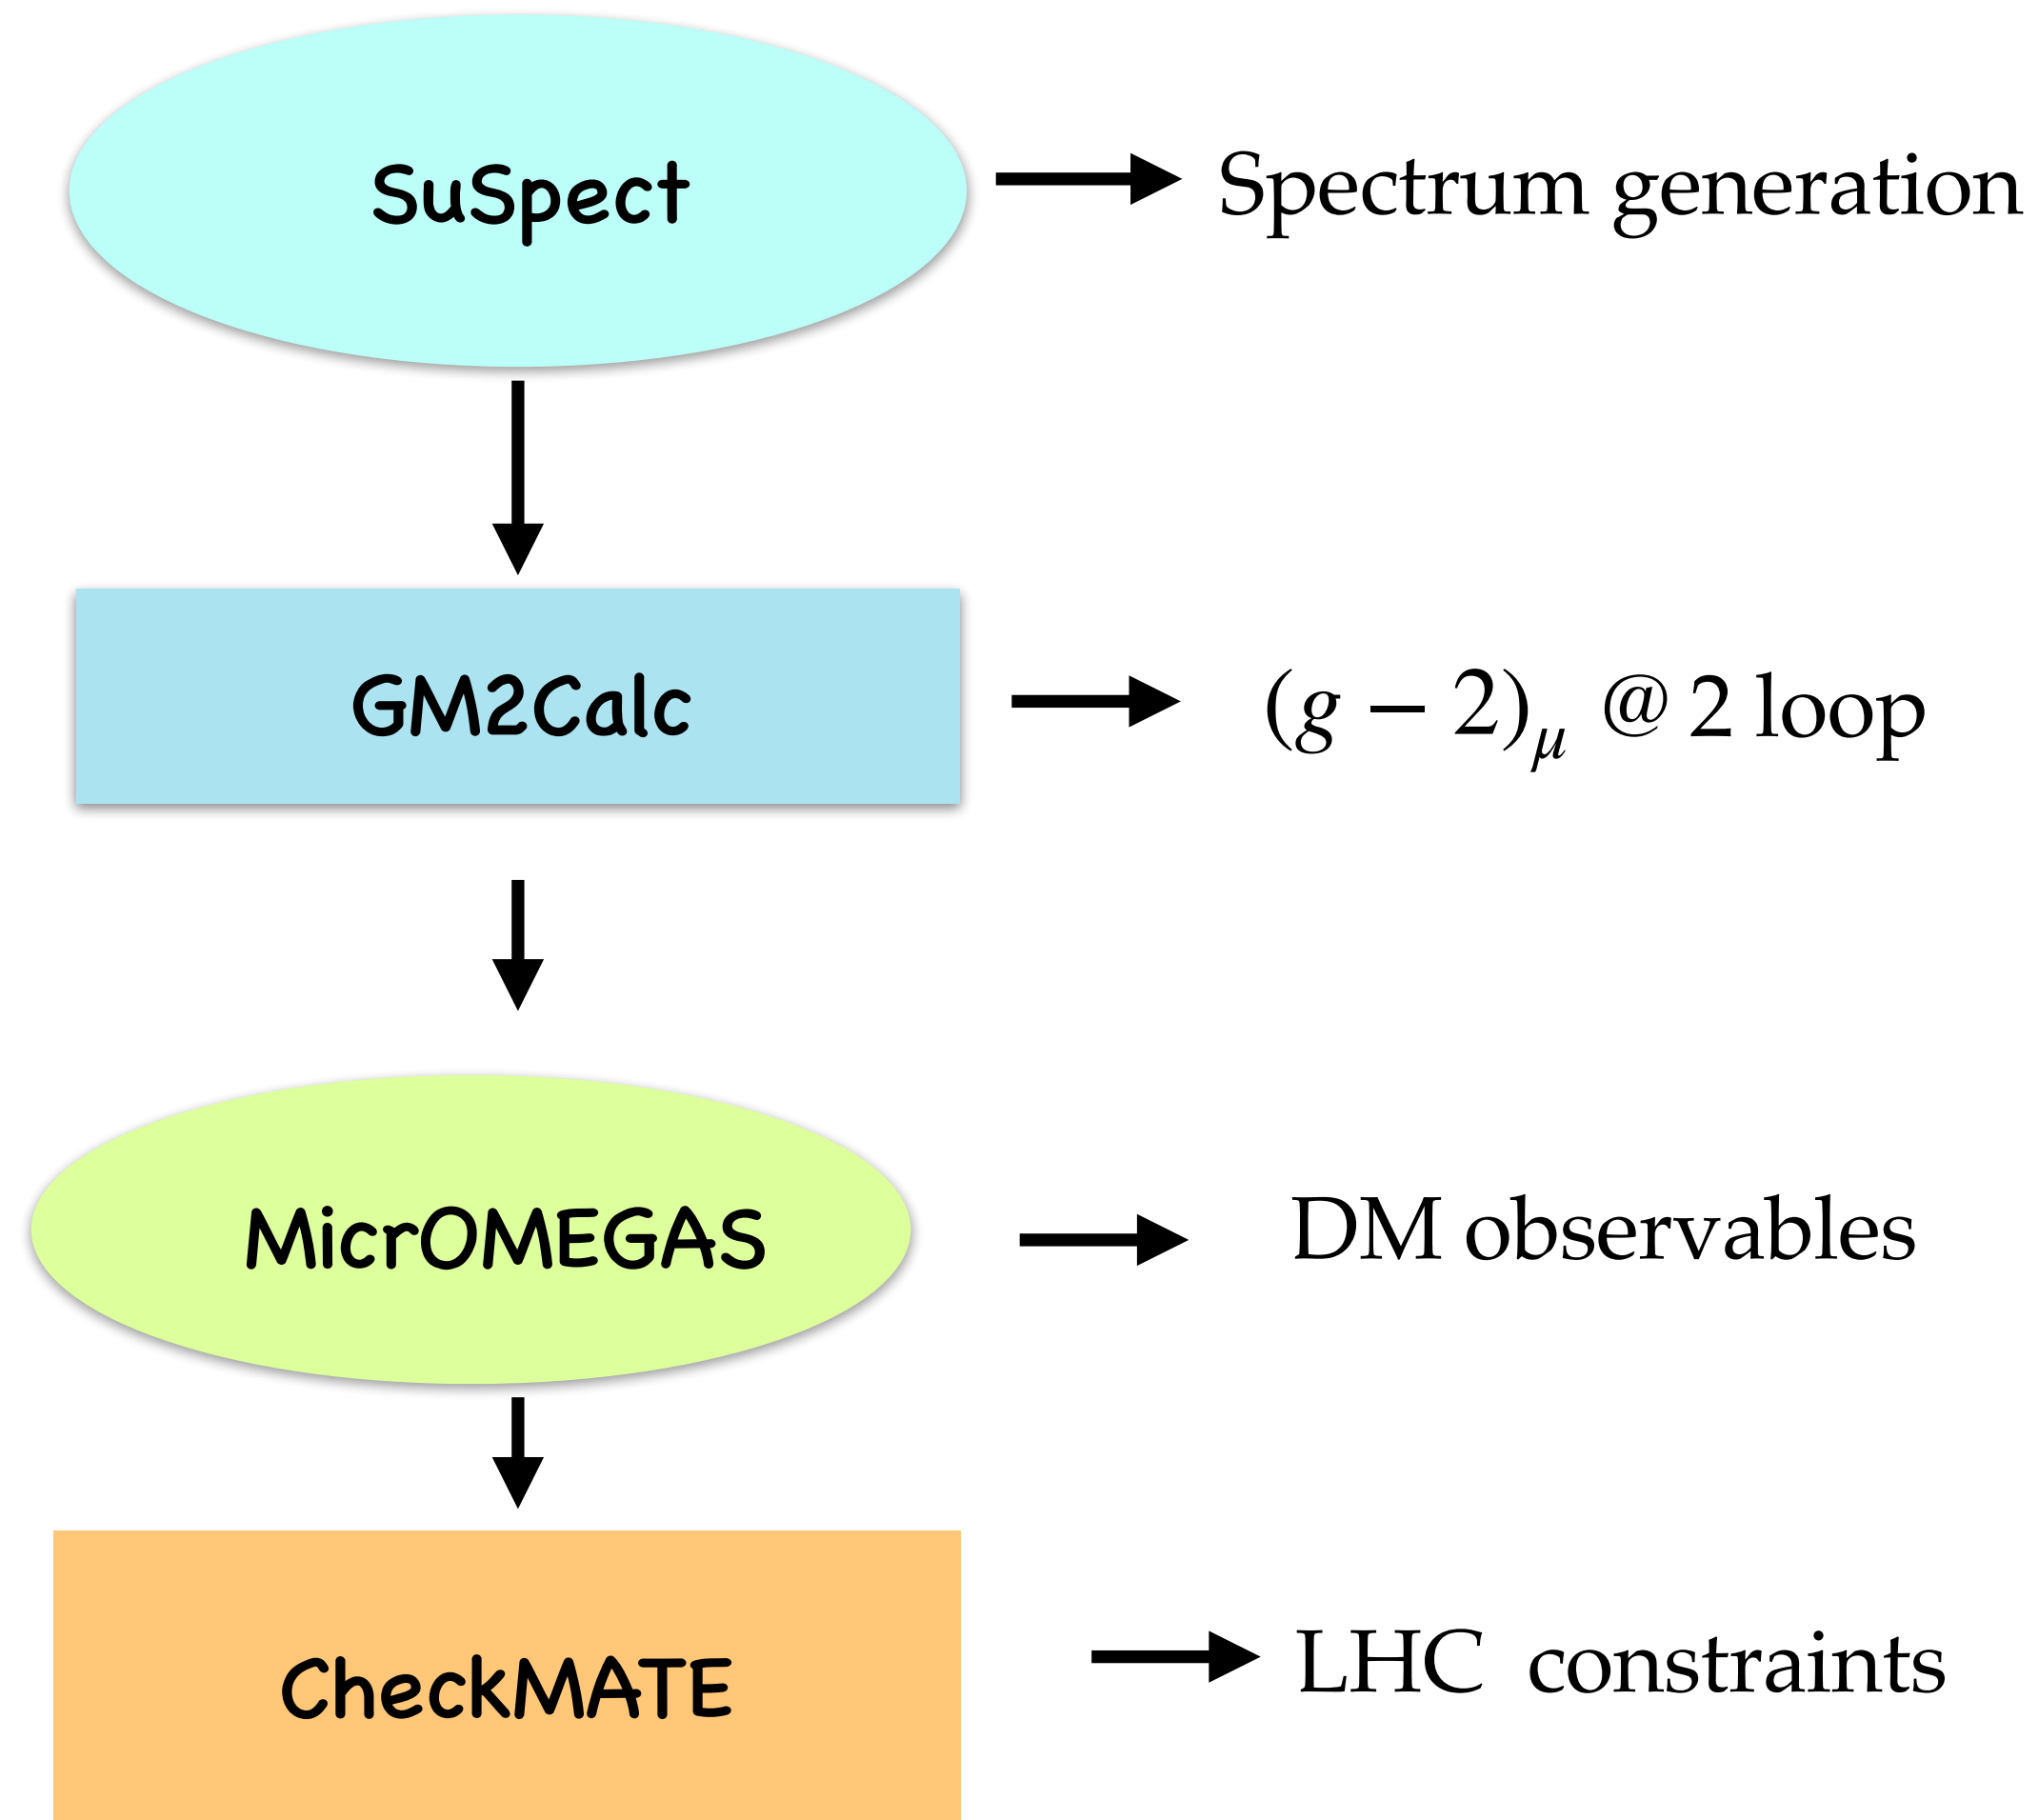 SuSpect
Spectrum generation
GM2Calc
(g − 2)μ @ 2 loop
MicrOMEGAS
DM observables
CheckMATE
LHC constraints